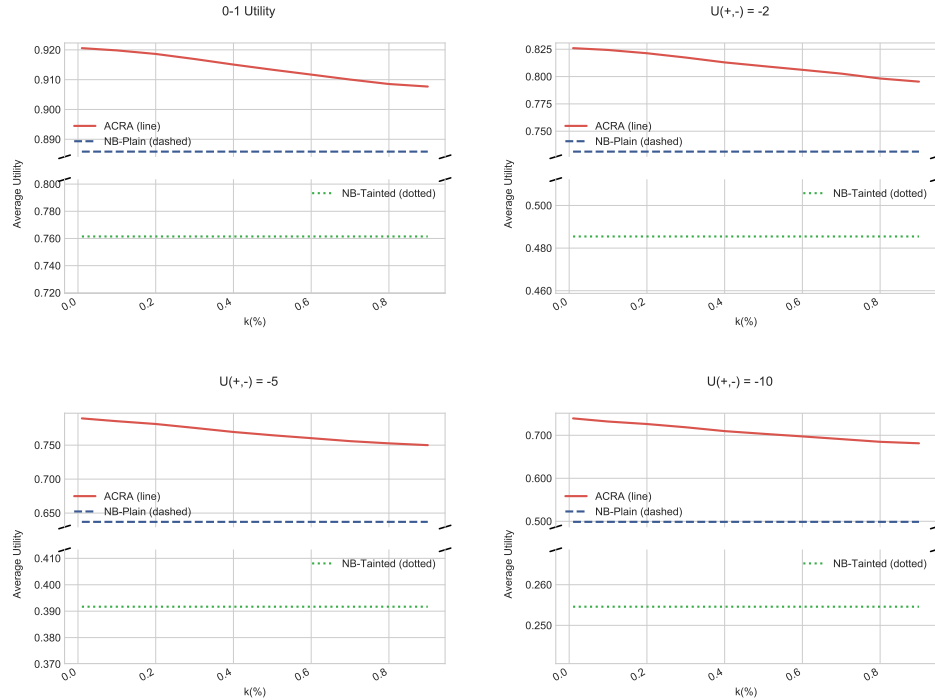 0-1 Utility
0.920
0.910
0.900
0.890
ACRA (line)
NB-Plain (dashed)
0.800
0.780
0.760
0.740
0.720
NB-Tainted (dotted)
Average Utility
0.0
0.2
0.4
0.6
0.8
k(%)
U(+,-) = -2
0.825
0.800
0.775
0.750
ACRA (line)
NB-Plain (dashed)
0.500
0.480
0.460
NB-Tainted (dotted)
Average Utility
0.0
0.2
0.4
0.6
0.8
k(%)
U(+,-) = -5
0.750
0.700
0.650
ACRA (line)
NB-Plain (dashed)
0.410
0.400
0.390
0.380
0.370
NB-Tainted (dotted)
Average Utility
0.0
0.2
0.4
0.6
0.8
k(%)
U(+,-) = -10
0.700
0.600
0.500
ACRA (line)
NB-Plain (dashed)
0.260
0.250
NB-Tainted (dotted)
Average Utility
0.0
0.2
0.4
0.6
0.8
k(%)